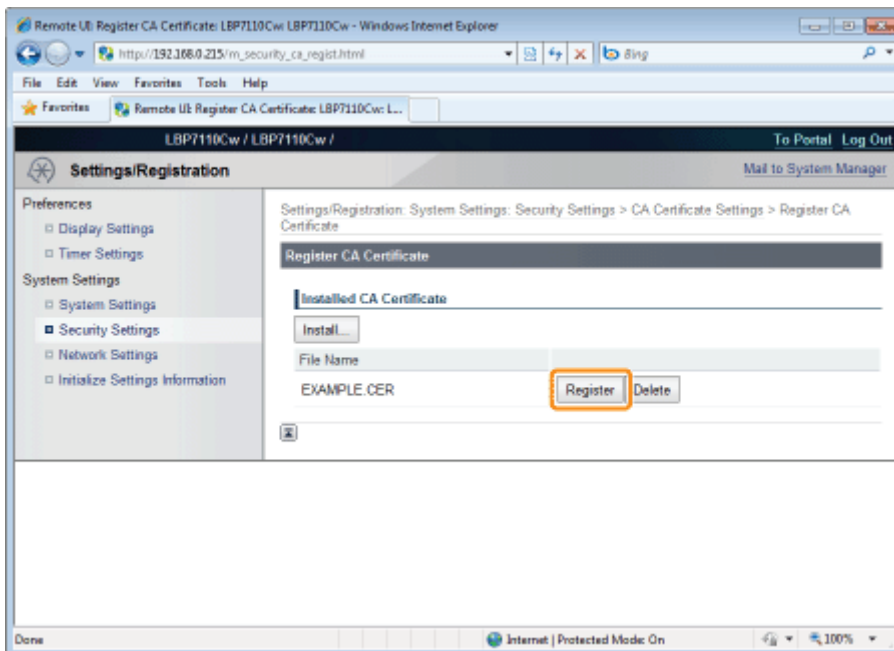 Remote UI: Register CA Certificate: LBP7110Cw: LBP7110Cw - Windows Internet Explorer
http://192.168.0.215/m_security_ca_regist.html
Bing
File Edit View Favorites Tools Help
Favorites
Remote UI: Register CA Certificate: LBP7110Cw: L...
LBP7110Cw / LBP7110Cw /
To Portal Log Out
Settings/Registration
Mail to System Manager
Preferences
Display Settings
Timer Settings
System Settings
System Settings
Security Settings
Network Settings
Initialize Settings Information
Settings/Registration: System Settings: Security Settings > CA Certificate Settings > Register CA
Certificate
Register CA Certificate
Installed CA Certificate
Install...
File Name
EXAMPLE.CER
Register
Delete
Done
Internet | Protected Mode: On
100%